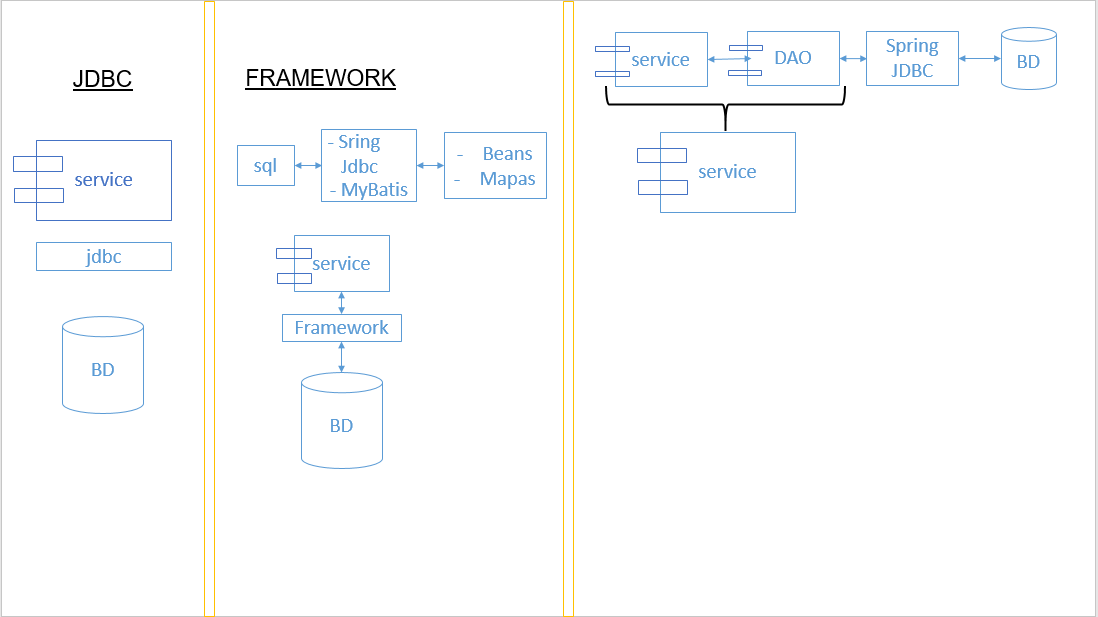 JDBC
service
jdbc
BD
FRAMEWORK
sql
- Sring
Jdbc
- MyBatis
- Beans
- Mapas
service
Framework
BD
service
DAO
Spring
JDBC
BD
service